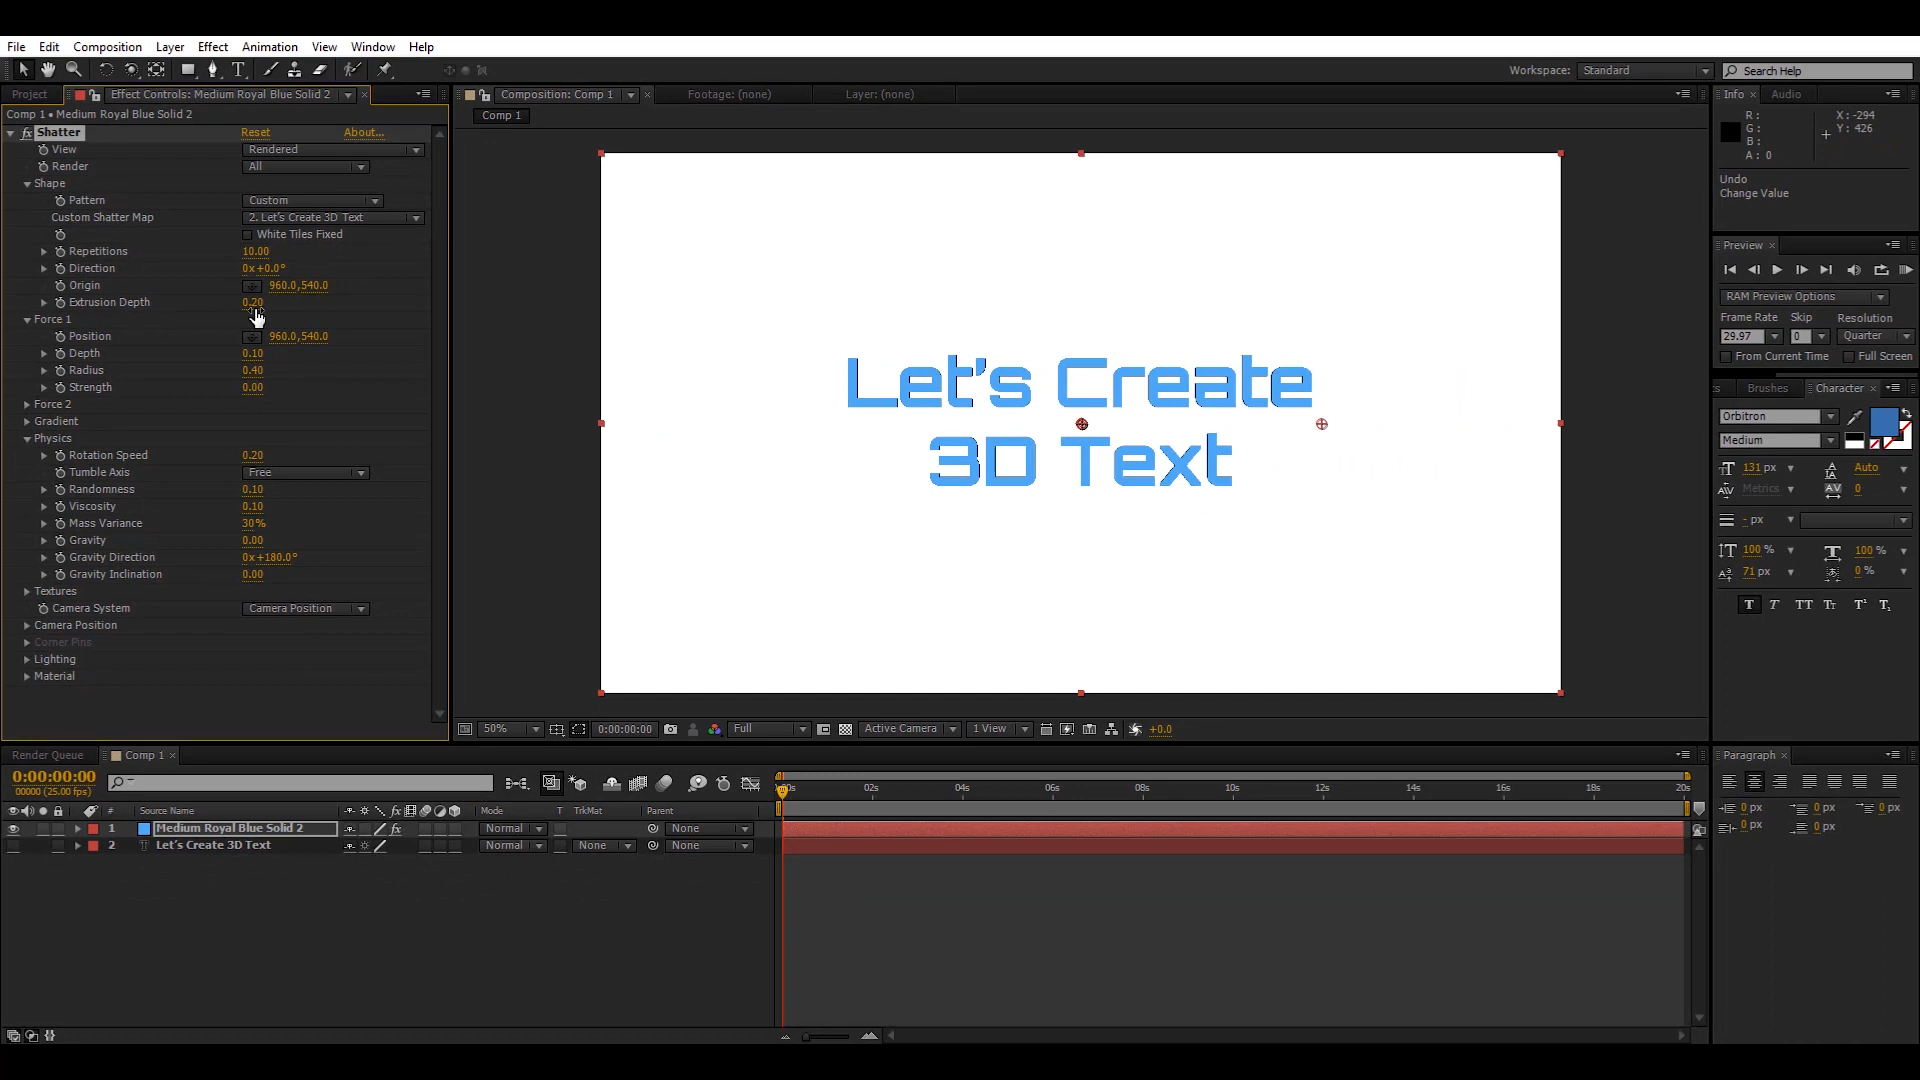 File Edit Composition Layer Effect Animation View Window Help
Workspace: Standard Search Help
Project Effect Controls: Medium Royal Blue Solid 2
Comp 1 • Medium Royal Blue Solid 2
fx Shatter Reset About...
View Rendered
Render All
Shape
Pattern Custom
Custom Shatter Map 2. Let's Create 3D Text
White Tiles Fixed
Repetitions 10.00
Direction 0x+0.0°
Origin 960.0,540.0
Extrusion Depth 0.20
Force 1
Position 960.0,540.0
Depth 0.10
Radius 0.40
Strength 0.00
Force 2
Gradient
Physics
Rotation Speed 0.20
Tumble Axis Free
Randomness 0.10
Viscosity 0.10
Mass Variance 30%
Gravity 0.00
Gravity Direction 0x+180.0°
Gravity Inclination 0.00
Textures
Camera System Camera Position
Camera Position
Corner Pins
Lighting
Material
Composition: Comp 1 Footage: (none) Layer: (none)
Comp 1
Let's Create
3D Text
50% 0:00:00:00 Full Active Camera 1 View +0.0
Info Audio
R: X: -294
G: Y: 426
B:
A: 0
Undo
Change Value
Preview
RAM Preview Options
Frame Rate Skip Resolution
29.97 0 Quarter
From Current Time Full Screen
Brushes Character
Orbitron
Medium
131 px Auto
Metrics 0
- px
100 % 100 %
71 px 0 %
T T TT Tt T¹ T₁
Paragraph
0 px 0 px 0 px
0 px 0 px
Render Queue Comp 1
0:00:00:00
00000 (25.00 fps)
# Source Name Mode T TrkMat Parent
02s 04s 06s 08s 10s 12s 14s 16s 18s 20s
1 Medium Royal Blue Solid 2 fx Normal None
2 T Let's Create 3D Text Normal None None